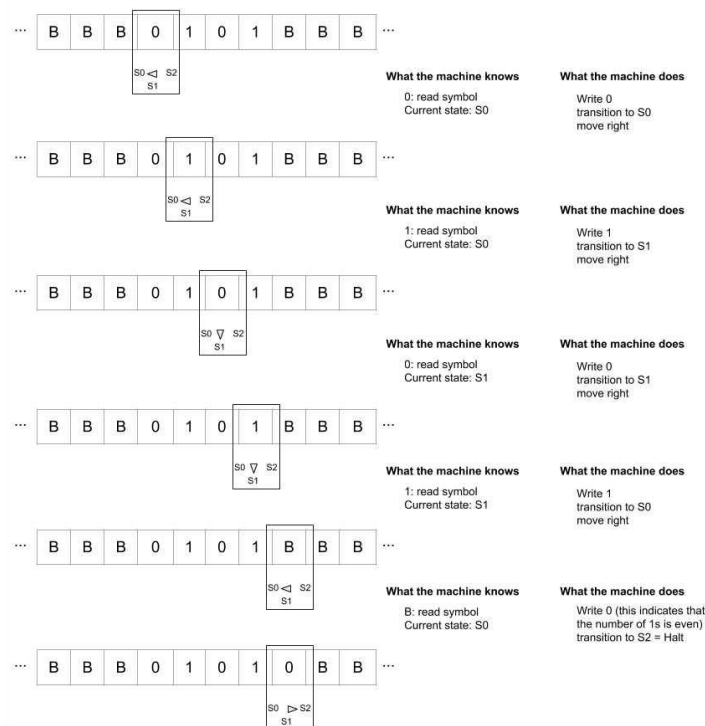 ... B B B 0 1 0 1 B B B ...
S0 S2
S1
What the machine knows What the machine does
0: read symbol Write 0
Current state: S0 transition to S0
move right
... B B B 0 1 0 1 B B B ...
S0 S2
S1
What the machine knows What the machine does
1: read symbol Write 1
Current state: S0 transition to S1
move right
... B B B 0 1 0 1 B B B ...
S0 S2
S1
What the machine knows What the machine does
0: read symbol Write 0
Current state: S1 transition to S1
move right
... B B B 0 1 0 1 B B B ...
S0 S2
S1
What the machine knows What the machine does
1: read symbol Write 1
Current state: S1 transition to S0
move right
... B B B 0 1 0 1 B B B ...
S0 S2
S1
What the machine knows What the machine does
B: read symbol Write 0 (this indicates that
Current state: S0 the number of 1s is even)
transition to S2 = Halt
... B B B 0 1 0 1 0 B B ...
S0 S2
S1